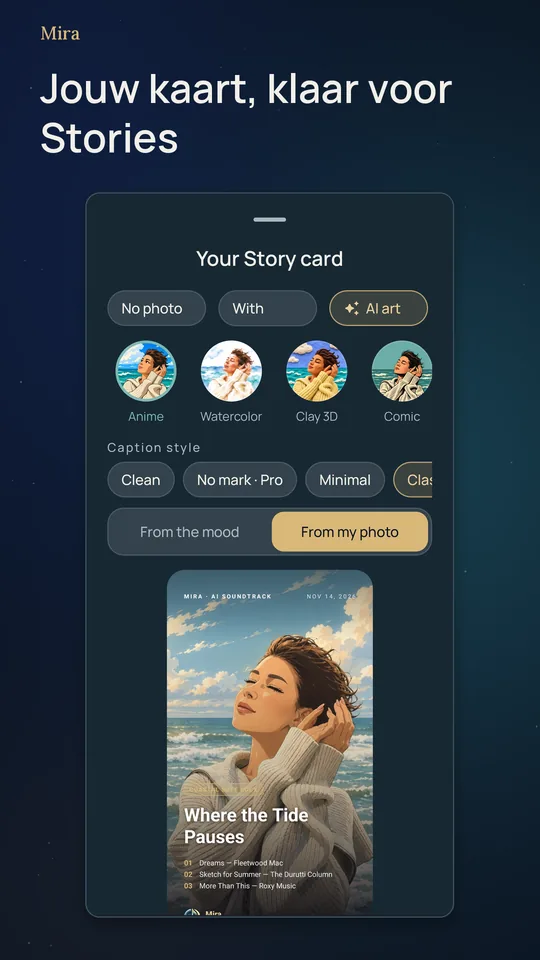 Mira
Jouw kaart, klaar voor
Stories
Your Story card
No photo
With
AI art
Anime
Watercolor
Clay 3D
Comic
Caption style
Clean
No mark · Pro
Minimal
From the mood
From my photo
MIRA · AI SOUNDTRACK
NOV 14, 
Where the Tide
Pauses
01 Dreams — Fleetwood Mac
02 Sketch for Summer — The Durutti Column
03 More Than This — Roxy Music
Mira